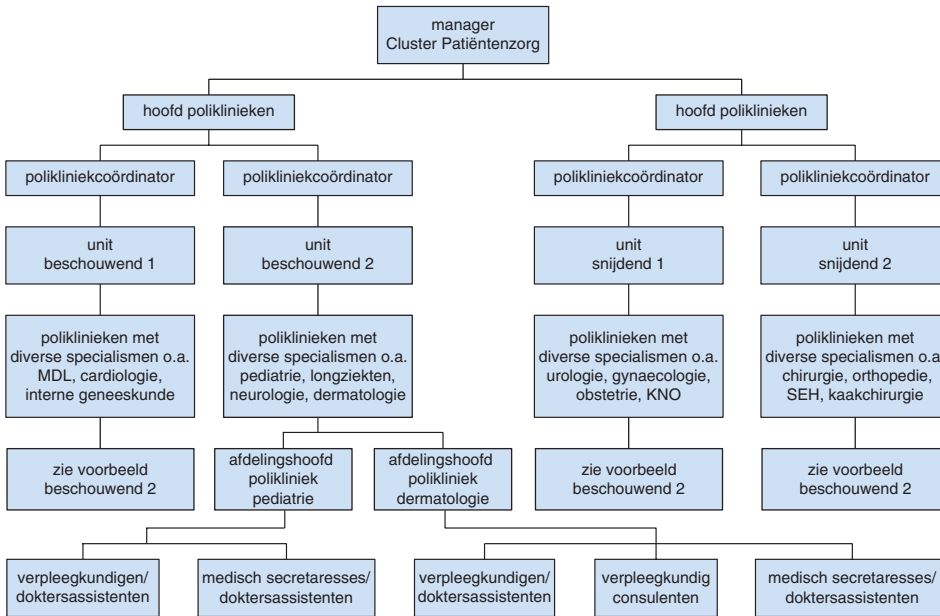 manager
Cluster Patiëntenzorg
hoofd poliklinieken
hoofd poliklinieken
polikliniekcoördinator
polikliniekcoördinator
polikliniekcoördinator
polikliniekcoördinator
unit
beschouwend 1
unit
beschouwend 2
unit
snijdend 1
unit
snijdend 2
poliklinieken met
diverse specialismen o.a.
MDL, cardiologie,
interne geneeskunde
poliklinieken met
diverse specialismen o.a.
pediatrie, longziekten,
neurologie, dermatologie
poliklinieken met
diverse specialismen o.a.
urologie, gynaecologie,
obstetrie, KNO
poliklinieken met
diverse specialismen o.a.
chirurgie, orthopedie,
SEH, kaakchirurgie
zie voorbeeld
beschouwend 2
afdelingshoofd
polikliniek
pediatrie
afdelingshoofd
polikliniek
dermatologie
zie voorbeeld
beschouwend 2
zie voorbeeld
beschouwend 2
verpleegkundigen/
doktersassistenten
medisch secretaresses/
doktersassistenten
verpleegkundigen/
doktersassistenten
verpleegkundig
consulenten
medisch secretaresses/
doktersassistenten